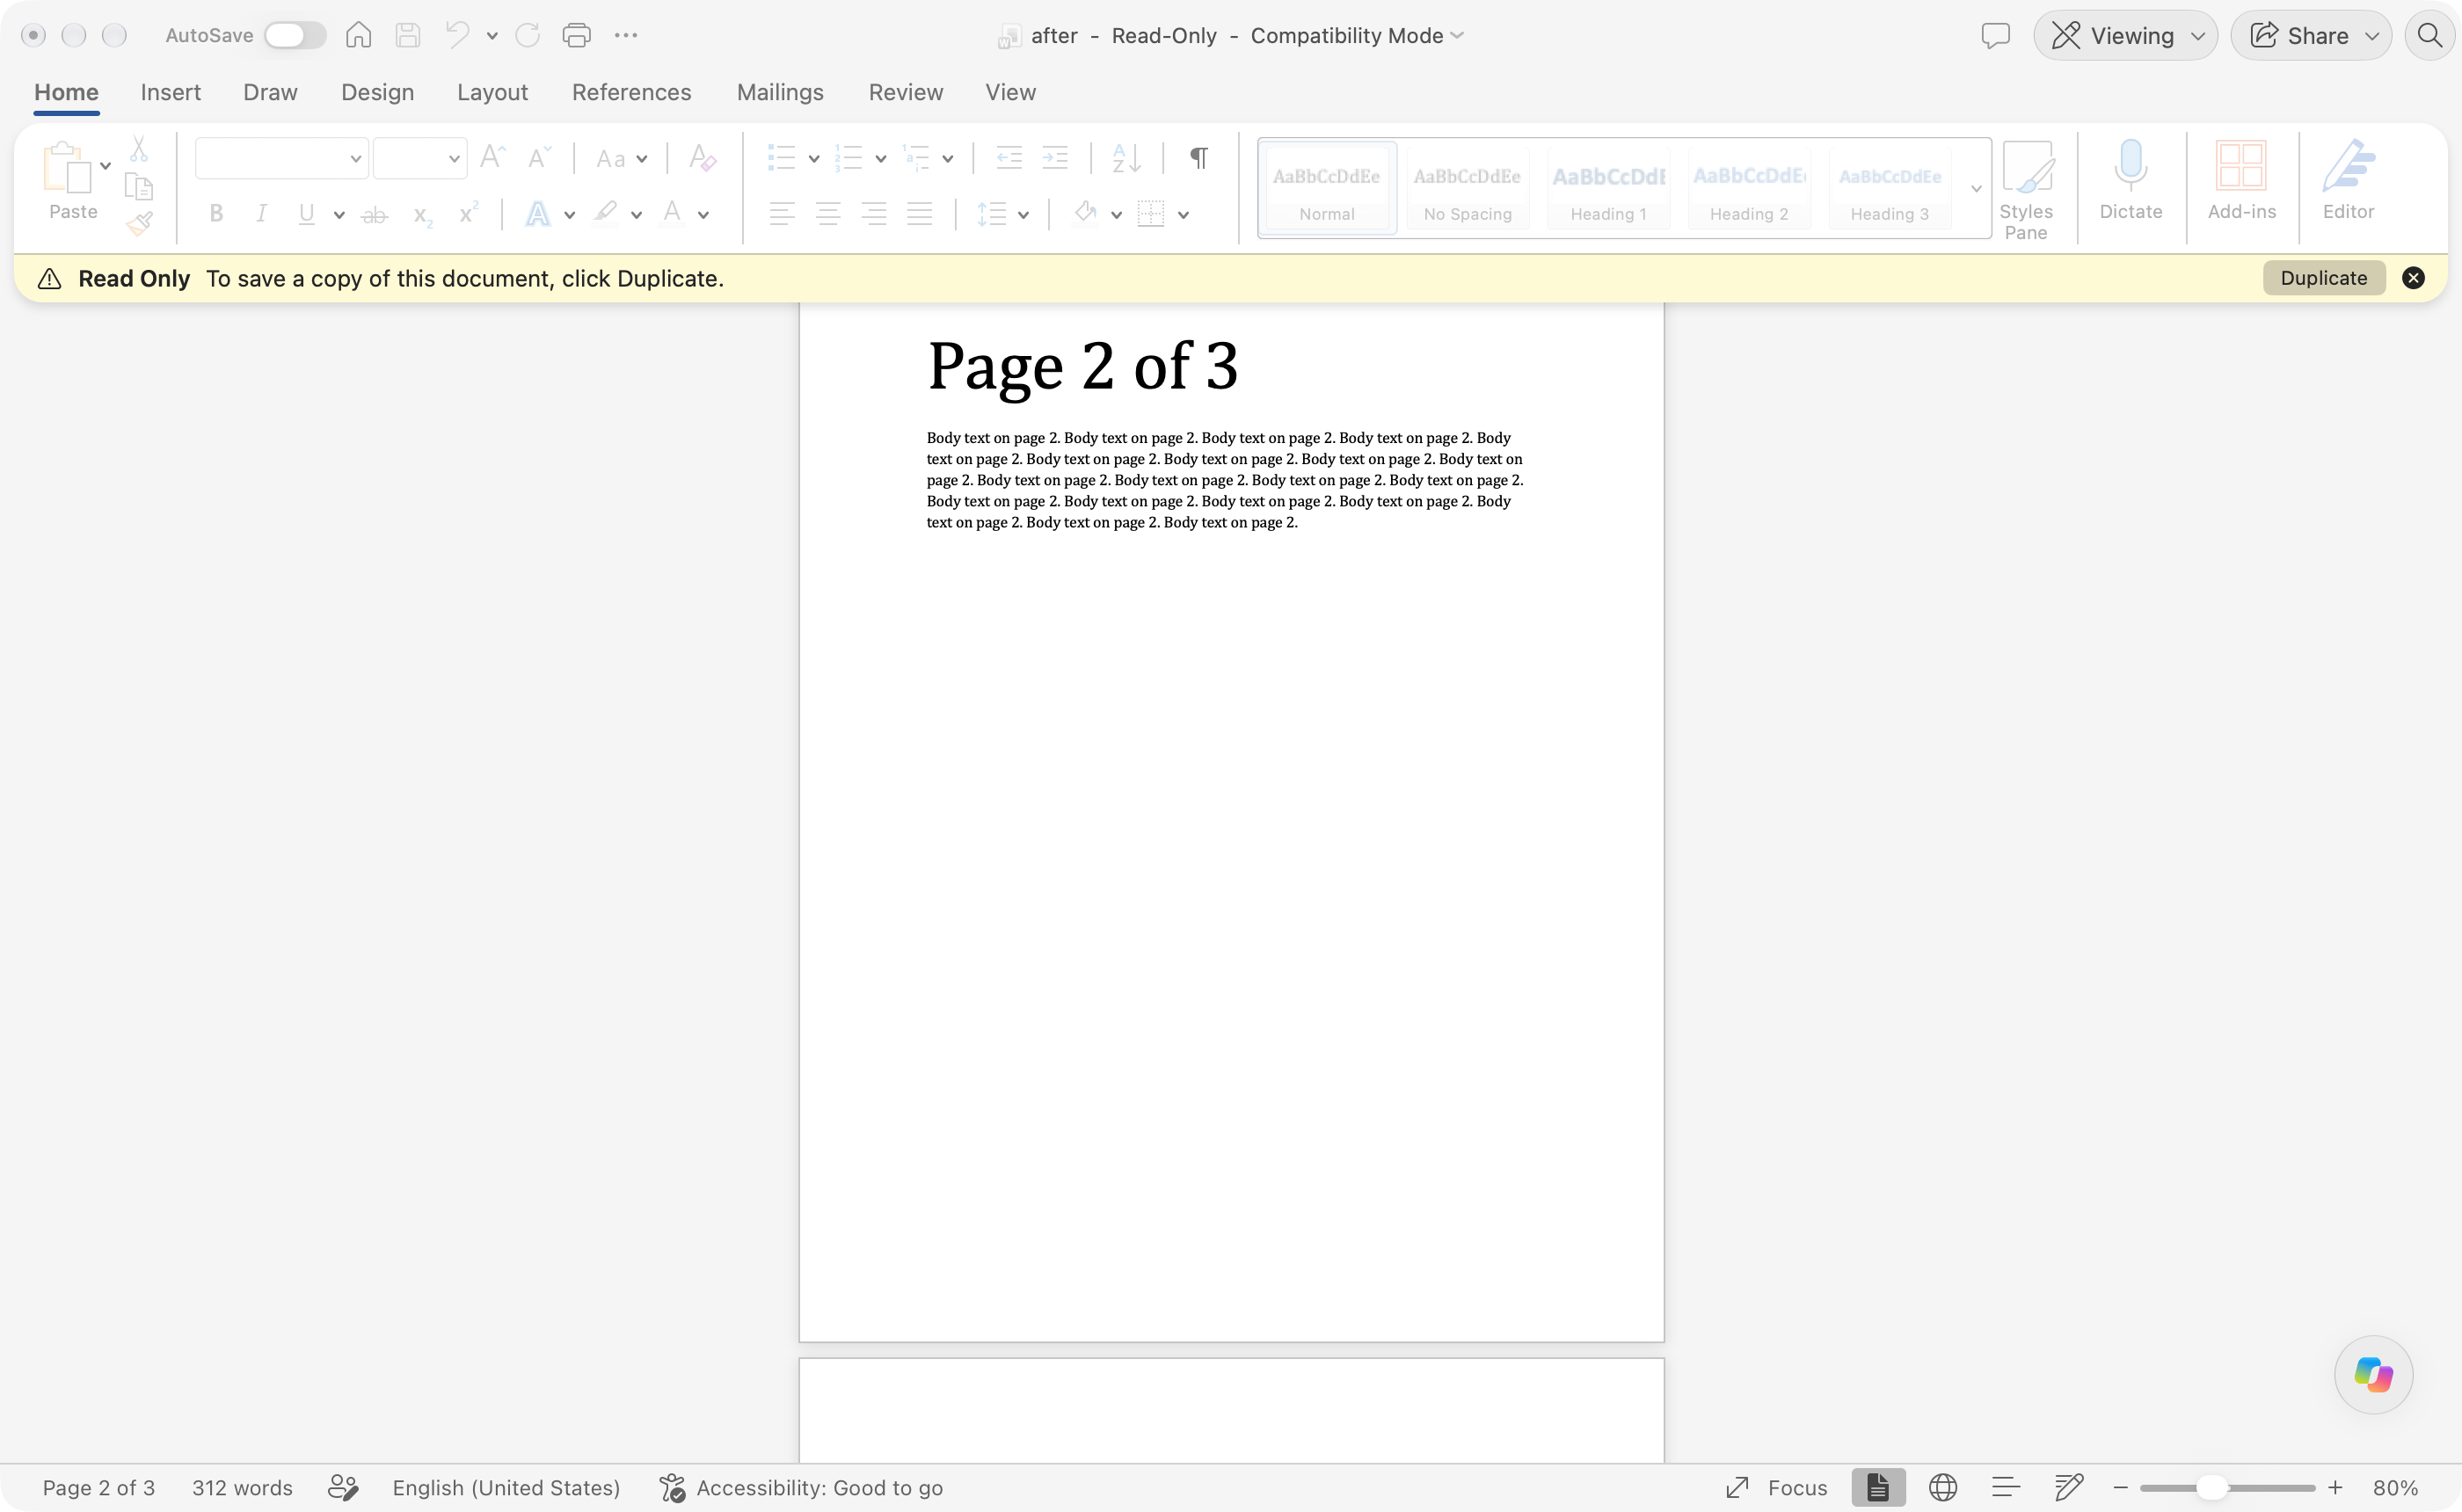 AutoSave
after - Read-Only - Compatibility Mode
Viewing
Share
Home Insert Draw Design Layout References Mailings Review View
Paste
Aa
AaBbCcDdEe AaBbCcDdEe AaBbCcDdE AaBbCcDdE AaBbCcDdEe
Normal No Spacing Heading 1 Heading 2 Heading 3
Styles
Pane
Dictate
Add-ins
Editor
Read Only To save a copy of this document, click Duplicate.
Duplicate
Page 2 of 3
Body text on page 2. Body text on page 2. Body text on page 2. Body text on page 2. Body
text on page 2. Body text on page 2. Body text on page 2. Body text on page 2. Body text on
page 2. Body text on page 2. Body text on page 2. Body text on page 2. Body text on page 2.
Body text on page 2. Body text on page 2. Body text on page 2. Body text on page 2. Body
text on page 2. Body text on page 2. Body text on page 2.
Page 2 of 3 312 words English (United States) Accessibility: Good to go Focus 80%